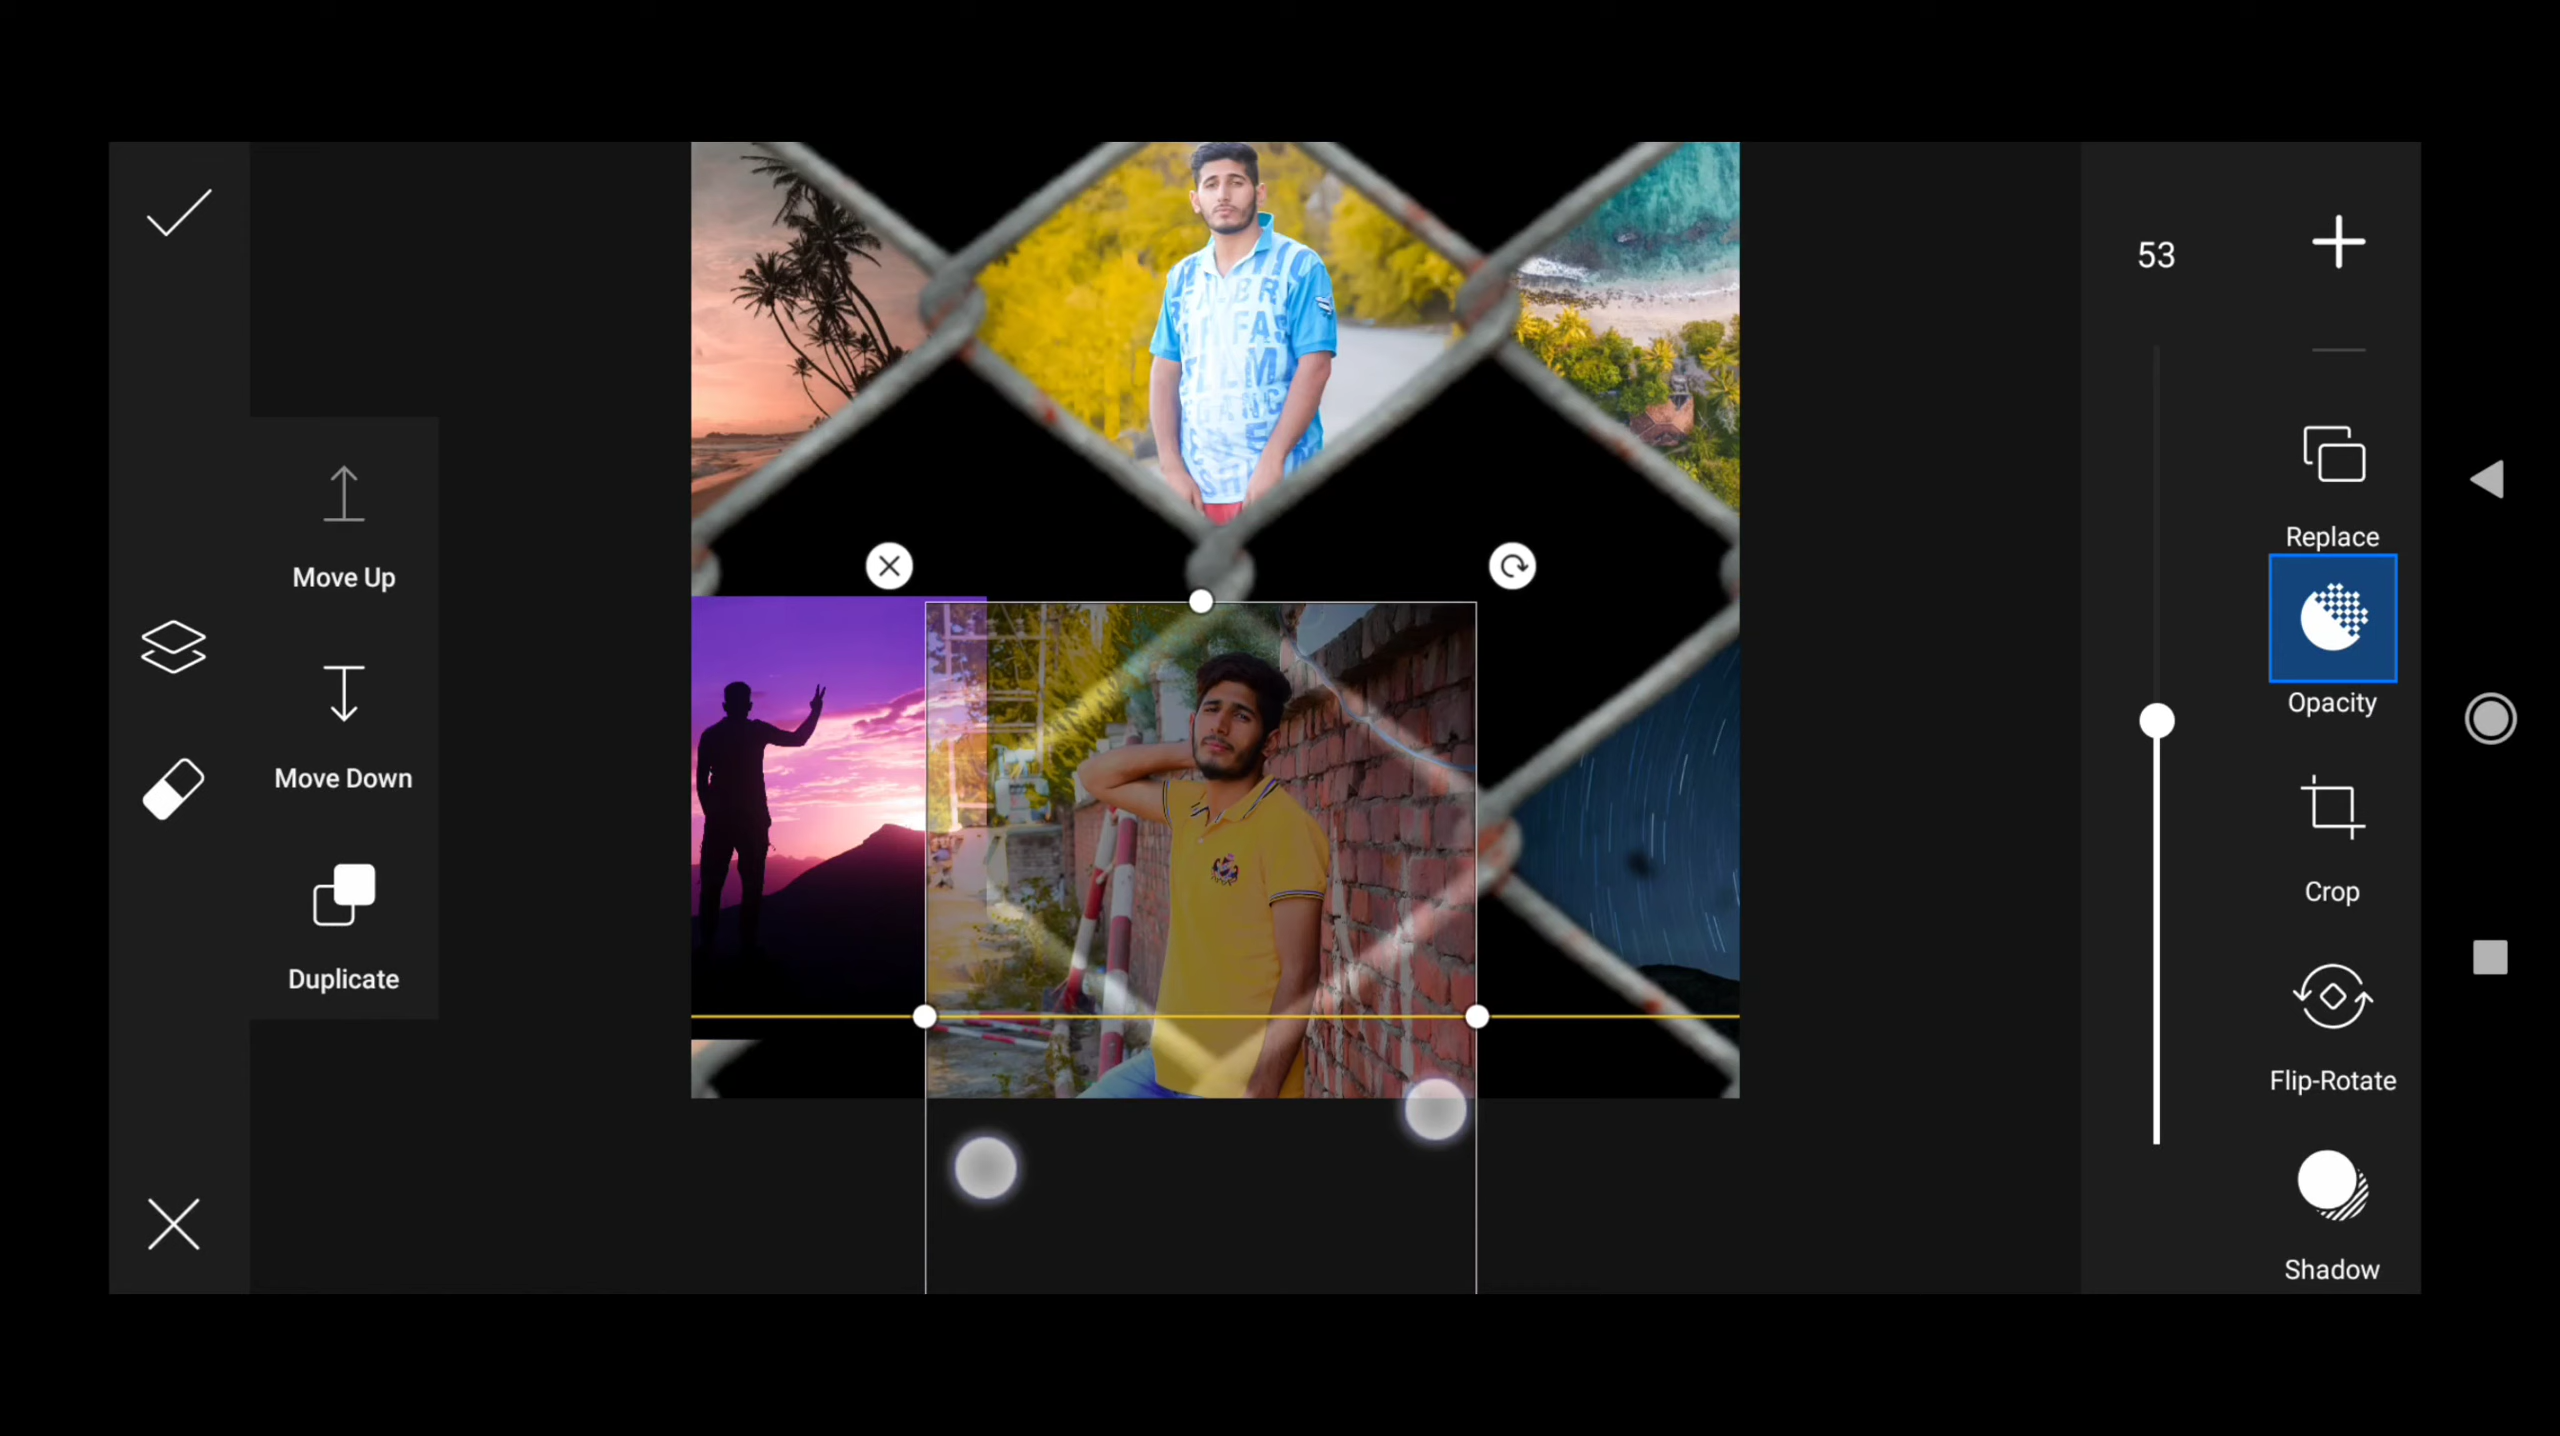 53
Move Up
Move Down
Duplicate
Replace
Opacity
Crop
Flip-Rotate
Shadow